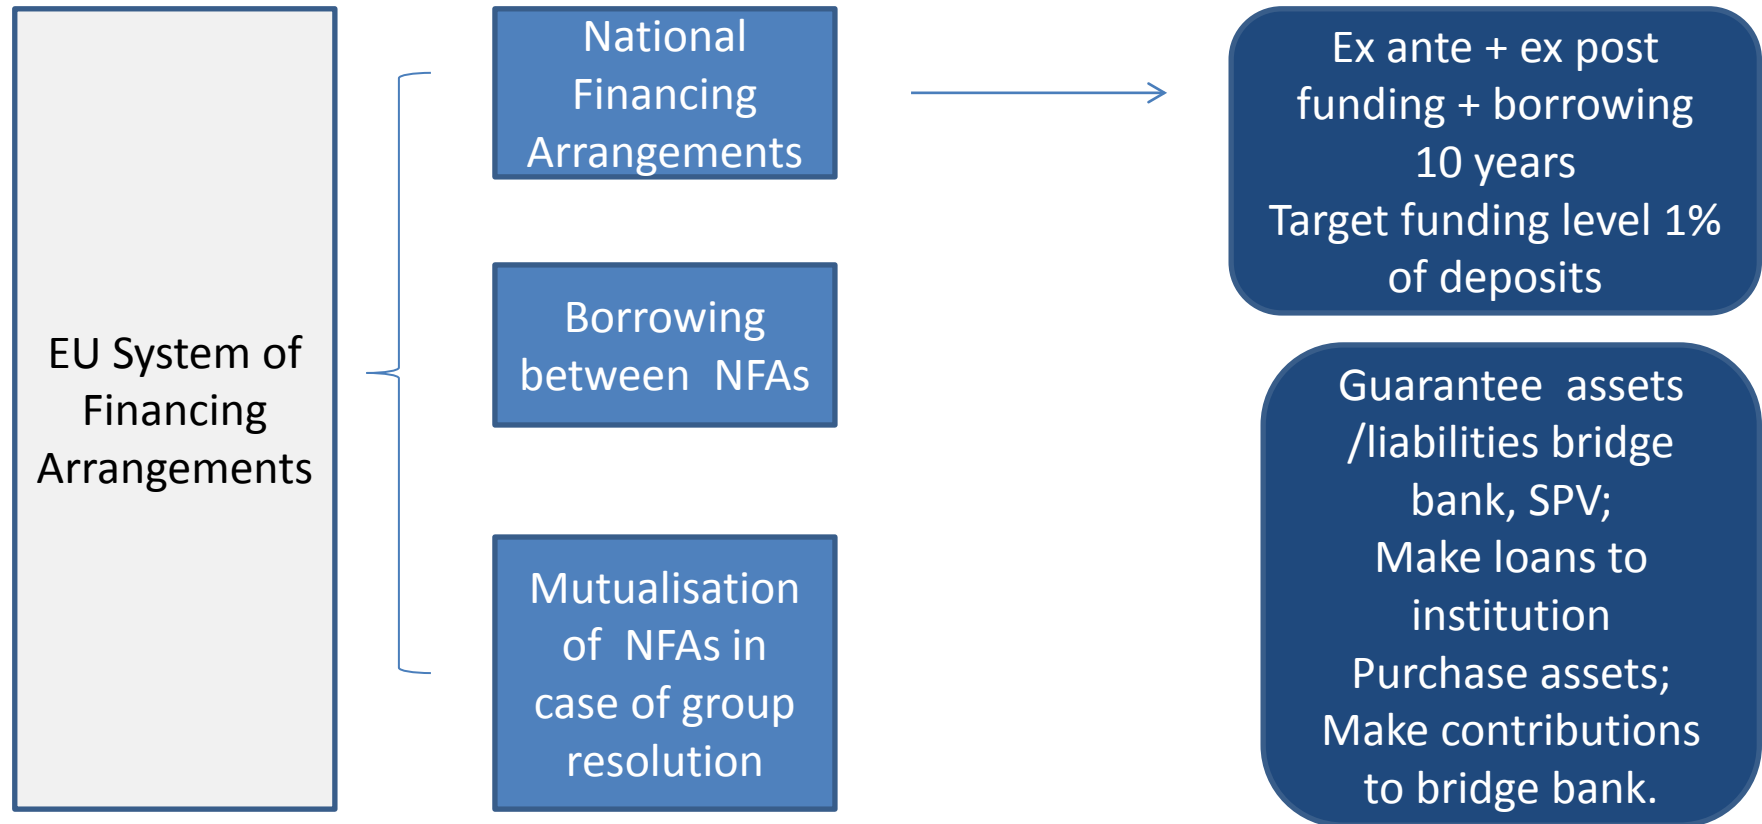 EU System of
Financing
Arrangements
National
Financing
Arrangements
Borrowing
between NFAs
Mutualisation
of NFAs in
case of group
resolution
Ex ante + ex post
funding + borrowing
10 years
Target funding level 1%
of deposits
Guarantee assets
/liabilities bridge
bank, SPV;
Make loans to
institution
Purchase assets;
Make contributions
to bridge bank.